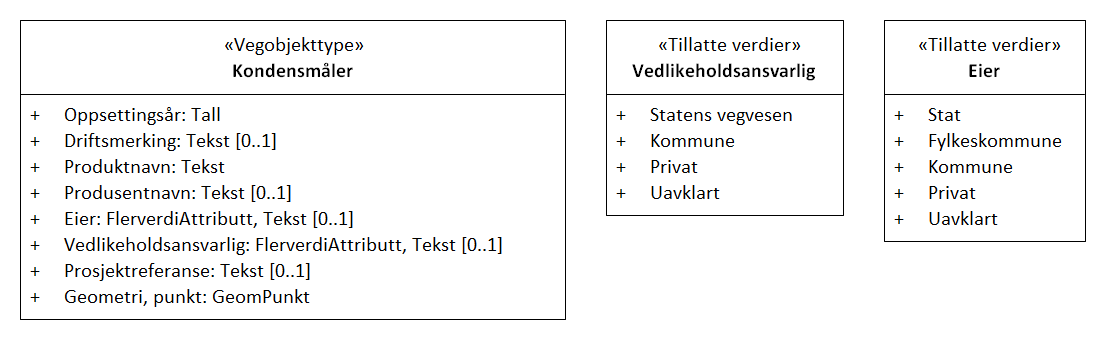 «Vegobjekttype»
Kondensmåler
+ Oppsettingsår: Tall
+ Driftsmerking: Tekst [0..1]
+ Produktnavn: Tekst
+ Produsentnavn: Tekst [0..1]
+ Eier: FlerverdiAttributt, Tekst [0..1]
+ Vedlikeholdsansvarlig: FlerverdiAttributt, Tekst [0..1]
+ Prosjektreferanse: Tekst [0..1]
+ Geometri, punkt: GeomPunkt
«Tillatte verdier»
Vedlikeholdsansvarlig
+ Statens vegvesen
+ Kommune
+ Privat
+ Uavklart
«Tillatte verdier»
Eier
+ Stat
+ Fylkeskommune
+ Kommune
+ Privat
+ Uavklart